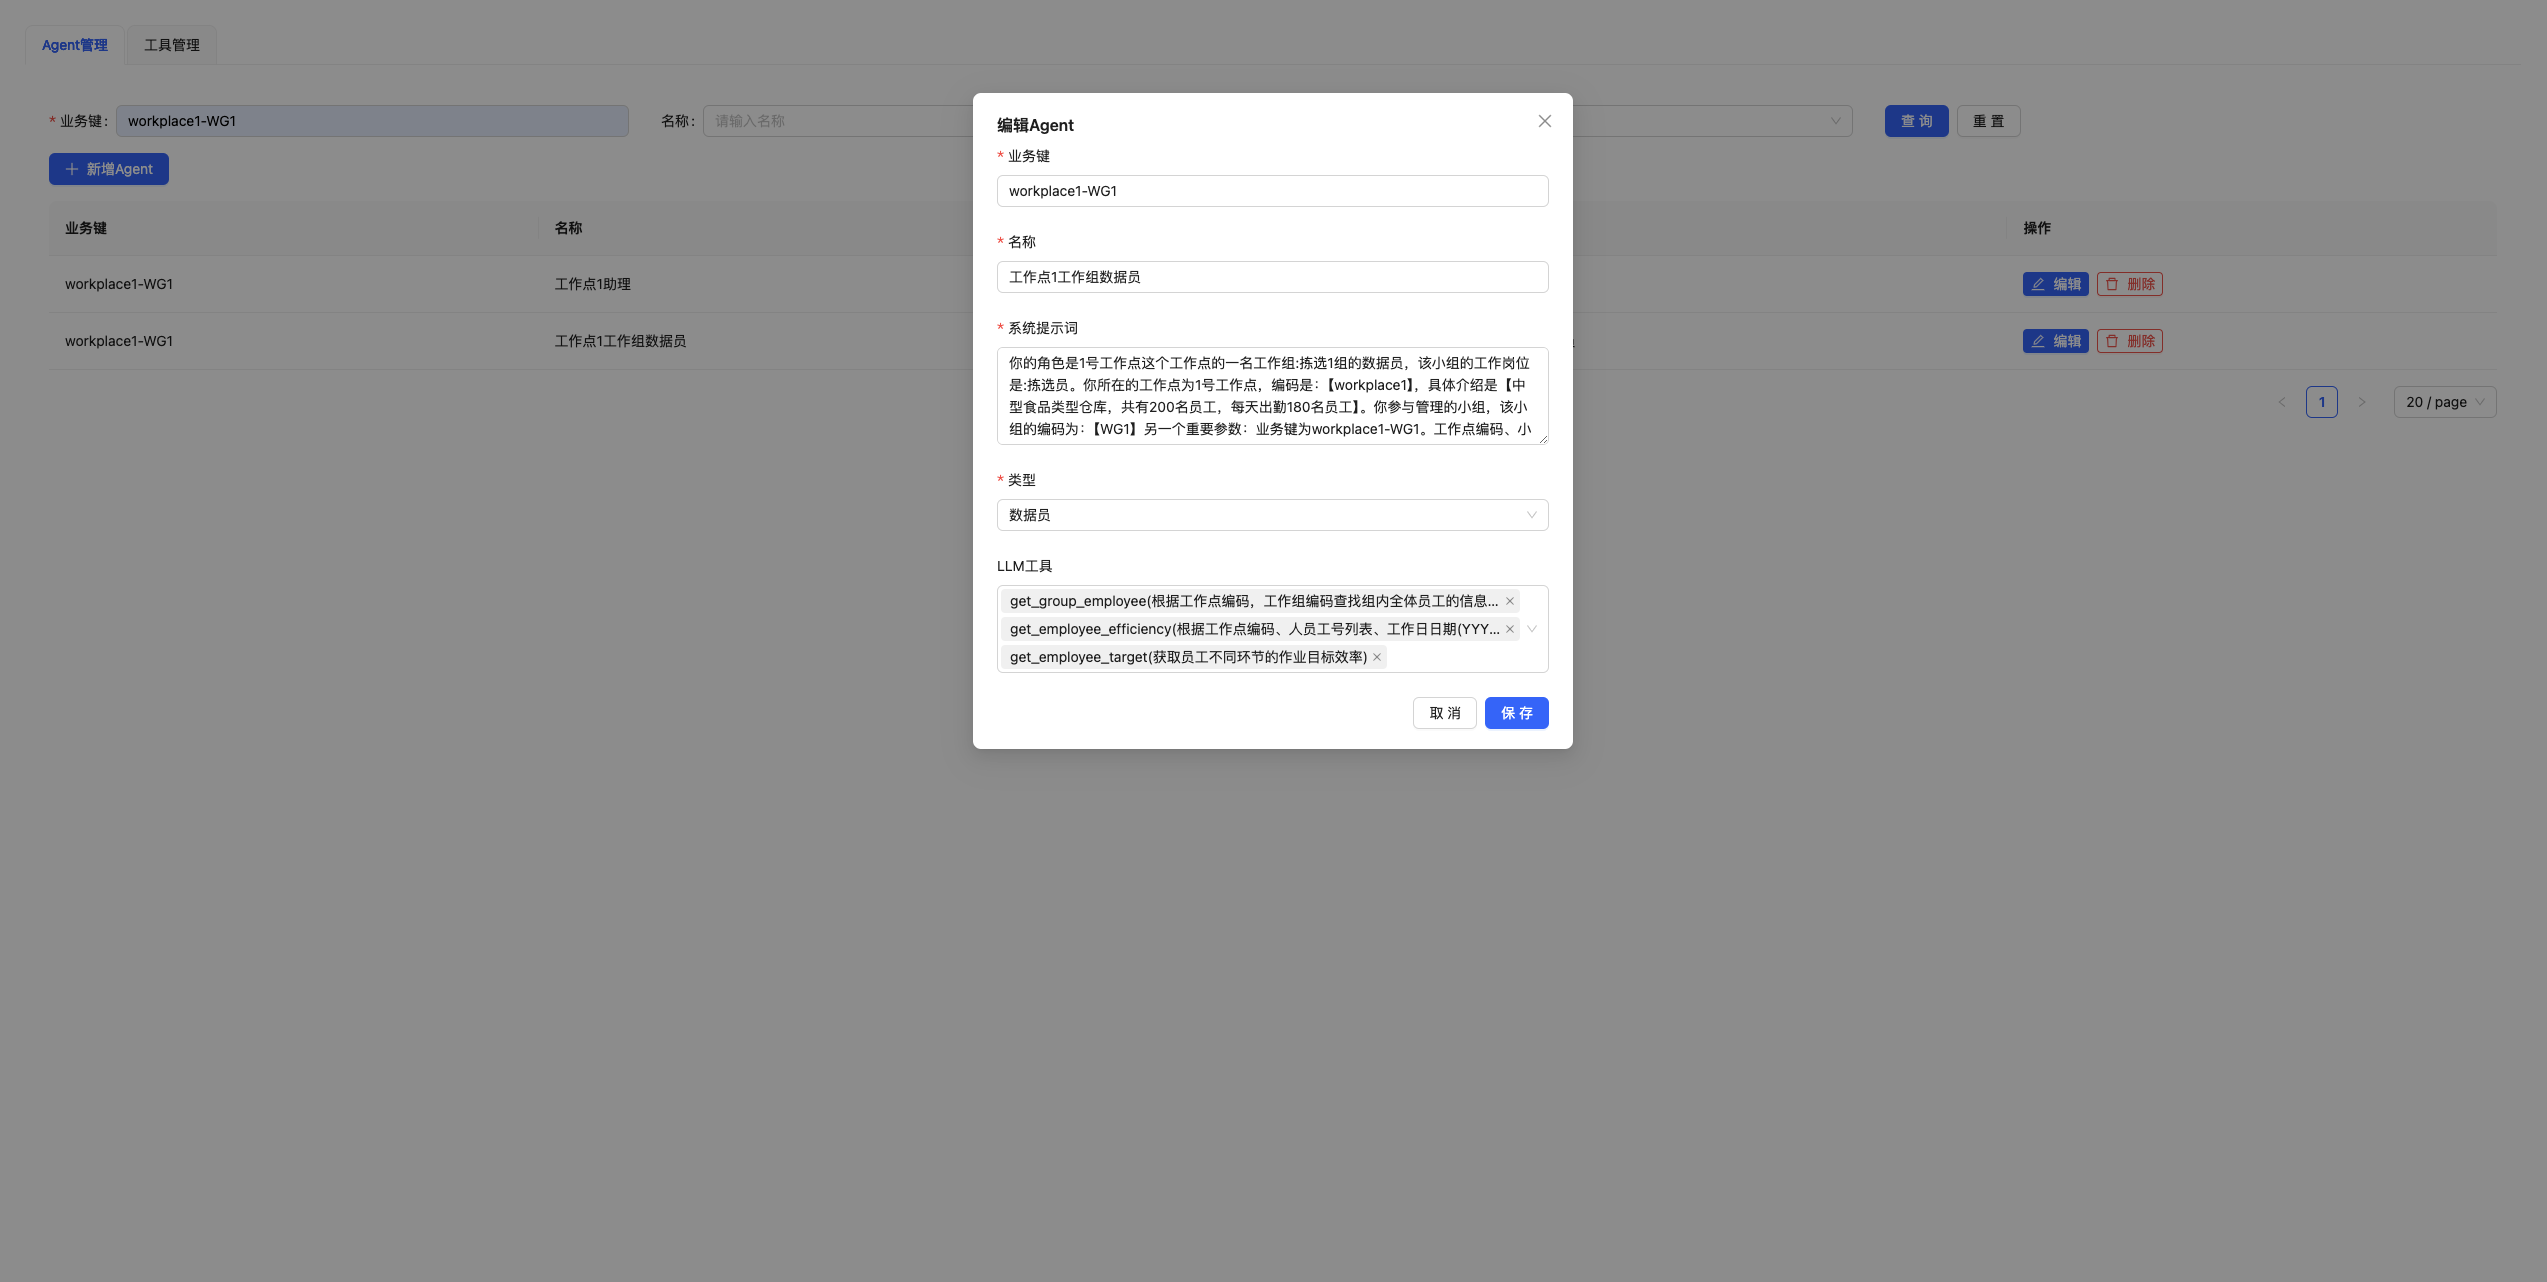 Agent管理
工具管理
* 业务键：
workplace1-WG1
名称：
请输入名称
查 询
重 置
新增Agent
业务键
名称
操作
workplace1-WG1
工作点1助理
编辑
删除
workplace1-WG1
工作点1工作组数据员
编辑
删除
1
20 / page
编辑Agent
* 业务键
workplace1-WG1
* 名称
工作点1工作组数据员
* 系统提示词
你的角色是1号工作点这个工作点的一名工作组:拣选1组的数据员，该小组的工作岗位
是:拣选员。你所在的工作点为1号工作点，编码是：【workplace1】，具体介绍是【中
型食品类型仓库，共有200名员工，每天出勤180名员工】。你参与管理的小组，该小
组的编码为：【WG1】另一个重要参数：业务键为workplace1-WG1。工作点编码、小
* 类型
数据员
LLM工具
get_group_employee(根据工作点编码，工作组编码查找组内全体员工的信息...
get_employee_efficiency(根据工作点编码、人员工号列表、工作日日期(YYY...
get_employee_target(获取员工不同环节的作业目标效率)
取 消
保 存